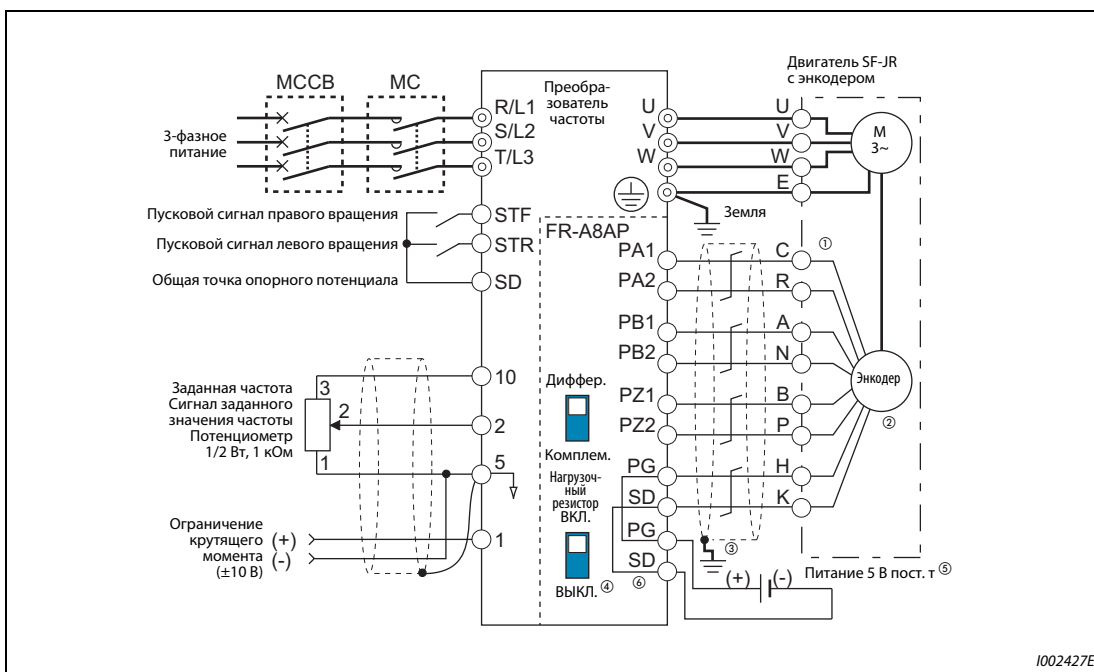 Двигатель SF-JR
с энкодером
MCCB
MC
R/L1
S/L2
T/L3
3-фазное
питание
Преобра-
зователь
частоты
U
V
W
U
V
W
E
M
3~
Земля
Пусковой сигнал правого вращения
STF
Пусковой сигнал левого вращения
STR
Общая точка опорного потенциала
SD
FR-A8AP
PA1
C
①
PA2
R
PB1
A
PB2
N
PZ1
B
PZ2
P
PG
H
SD
K
PG
SD
Энкодер
②
Диффер.
Комплем.
Нагрузоч-
ный
резистор
ВКЛ.
ВЫКЛ. ④
⑥
③
(+)
(-)
Питание 5 В пост. т ⑤
Заданная частота
Сигнал заданного
значения частоты
Потенциометр
1/2 Вт, 1 кОм
3
2
1
10
2
5
1
Ограничение
крутящего
момента
(±10 В)
(+)
(-)
I002427E